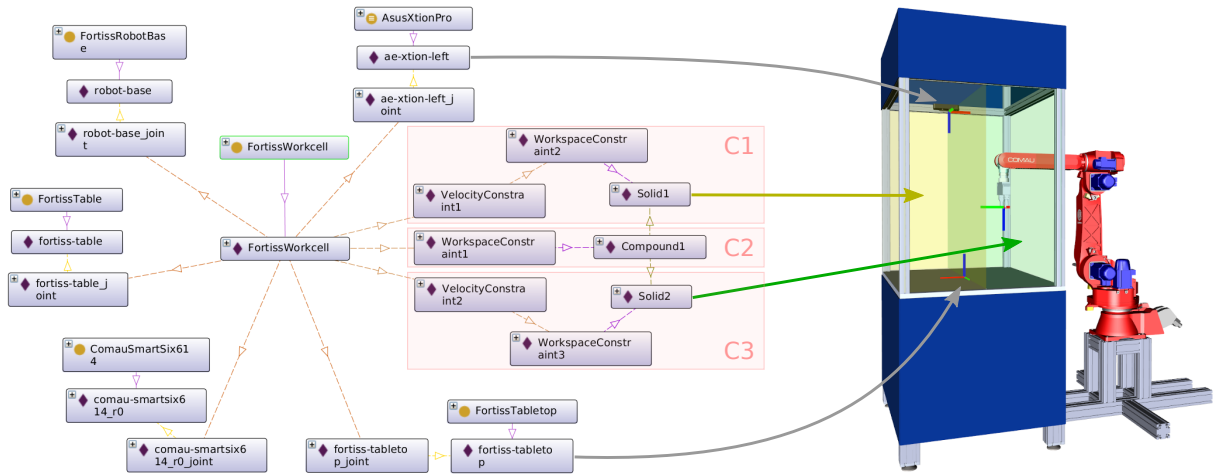 FortissRobotBas
e
robot-base
robot-base_join
t
AsusXtionPro
ae-xtion-left
ae-xtion-left_j
oint
FortissWorkcell
FortissTable
fortiss-table
fortiss-table_j
oint
FortissWorkcell
WorkspaceConstr
aint2
C1
VelocityConstra
int1
Solid1
WorkspaceConstr
aint1
Compound1
C2
VelocityConstra
int2
Solid2
WorkspaceConstr
aint3
C3
ComauSmartSix61
4
comau-smartsix6
14_r0
comau-smartsix6
14_r0_joint
fortiss-tableto
p_joint
FortissTabletop
fortiss-tableto
p
COMAU